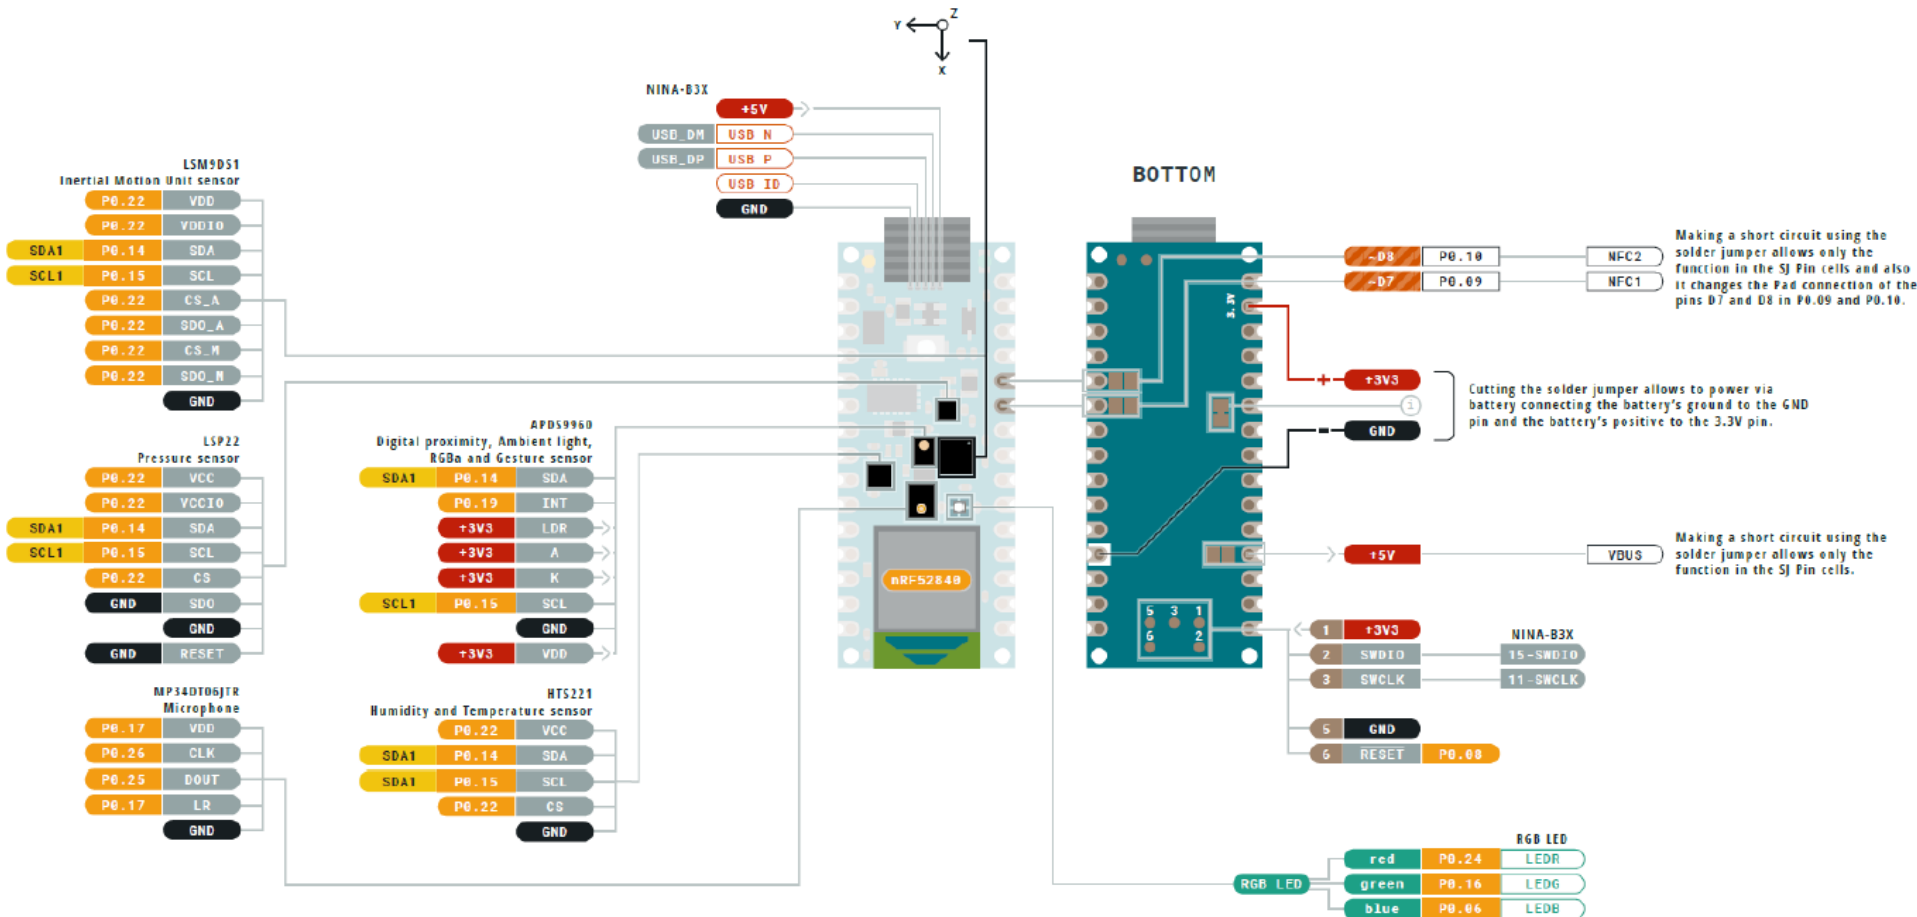 Z
Y
X
NINA-B3X
+5V
USB_DM USB N
USB_DP USB P
USB ID
GND
LSM9DS1
Inertial Motion Unit sensor
P0.22 VDD
P0.22 VDDIO
SDA1 P0.14 SDA
SCL1 P0.15 SCL
P0.22 CS_A
P0.22 SDO_A
P0.22 CS_M
P0.22 SDO_M
GND
LSP22
Pressure sensor
P0.22 VCC
P0.22 VCCIO
SDA1 P0.14 SDA
SCL1 P0.15 SCL
P0.22 CS
GND SDO
GND
GND RESET
MP34DT06JTR
Microphone
P0.17 VDD
P0.26 CLK
P0.25 DOUT
P0.17 LR
GND
APDS9960
Digital proximity, Ambient light,
RGBa and Gesture sensor
SDA1 P0.14 SDA
P0.19 INT
+3V3 LDR
+3V3 A
+3V3 K
SCL1 P0.15 SCL
GND
+3V3 VDD
HTS221
Humidity and Temperature sensor
P0.22 VCC
SDA1 P0.14 SDA
SDA1 P0.15 SCL
P0.22 CS
GND
nRF52840
BOTTOM
3.3V
5 3 1
6 2
~D8 P0.10 NFC2
~D7 P0.09 NFC1
Making a short circuit using the
solder jumper allows only the
function in the SJ Pin cells and also
it changes the Pad connection of the
pins D7 and D8 in P0.09 and P0.10.
+ +3V3
i
- GND
Cutting the solder jumper allows to power via
battery connecting the battery's ground to the GND
pin and the battery's positive to the 3.3V pin.
+5V VBUS
Making a short circuit using the
solder jumper allows only the
function in the SJ Pin cells.
NINA-B3X
1 +3V3
2 SWDIO 15-SWDIO
3 SWCLK 11-SWCLK
5 GND
6 RESET P0.08
RGB LED
RGB LED
red P0.24 LEDR
green P0.16 LEDG
blue P0.06 LEDB